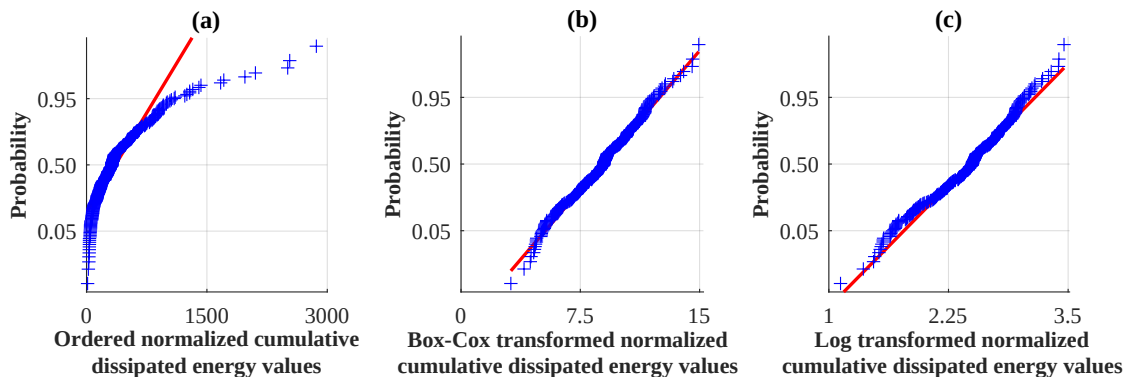 (a)
Probability
0.95
0.50
0.05
0
1500
3000
Ordered normalized cumulative
dissipated energy values
(b)
Probability
0.95
0.50
0.05
0
7.5
15
Box-Cox transformed normalized
cumulative dissipated energy values
(c)
Probability
0.95
0.50
0.05
1
2.25
3.5
Log transformed normalized
cumulative dissipated energy values